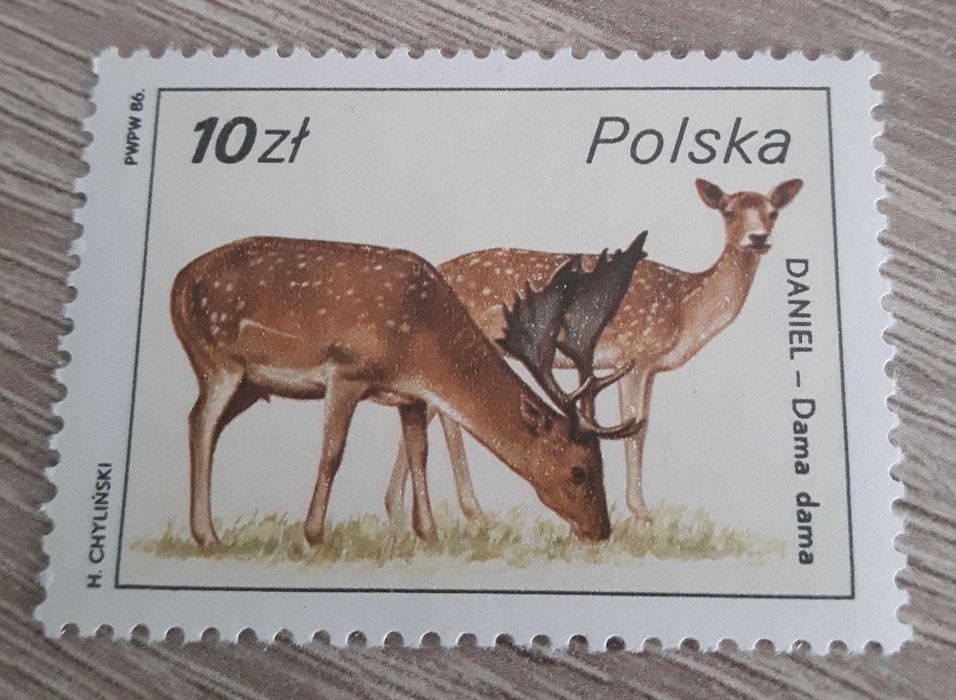 10zł
Polska
DANIEL – Dama dama
PWPW 86.
H. CHYLIŃSKI